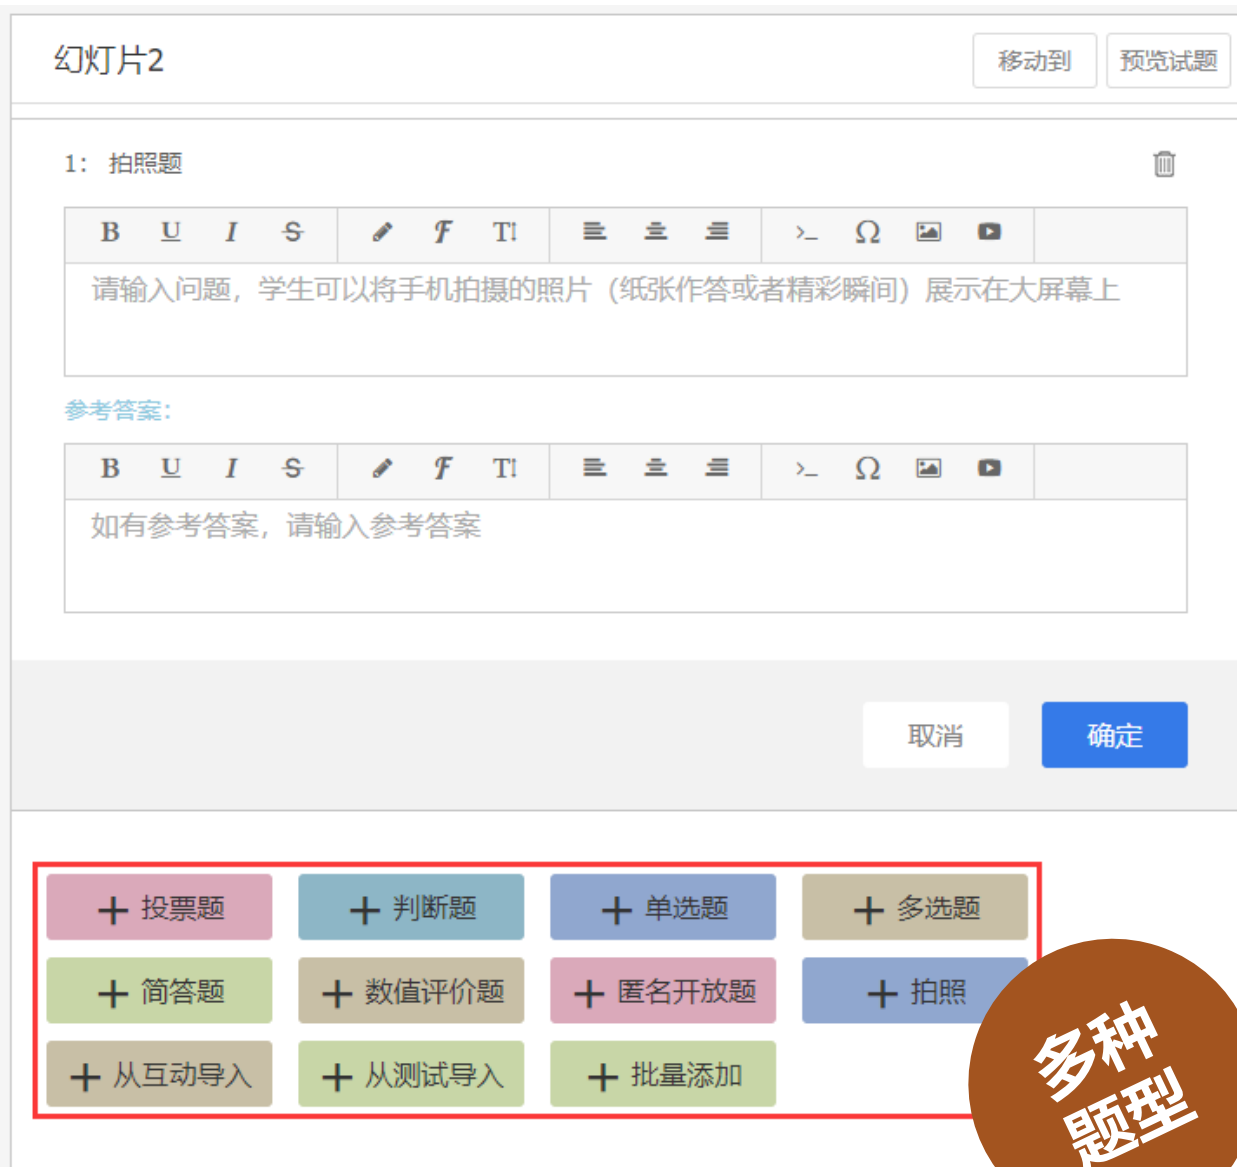 幻灯片2 移动到 预览试题
1： 拍照题
B U I S F T Ω
请输入问题，学生可以将手机拍摄的照片（纸张作答或者精彩瞬间）展示在大屏幕上
参考答案：
B U I S F T Ω
如有参考答案，请输入参考答案
取消 确定
+ 投票题 + 判断题 + 单选题 + 多选题
+ 简答题 + 数值评价题 + 匿名开放题 + 拍照
+ 从互动导入 + 从测试导入 + 批量添加
多种
题型